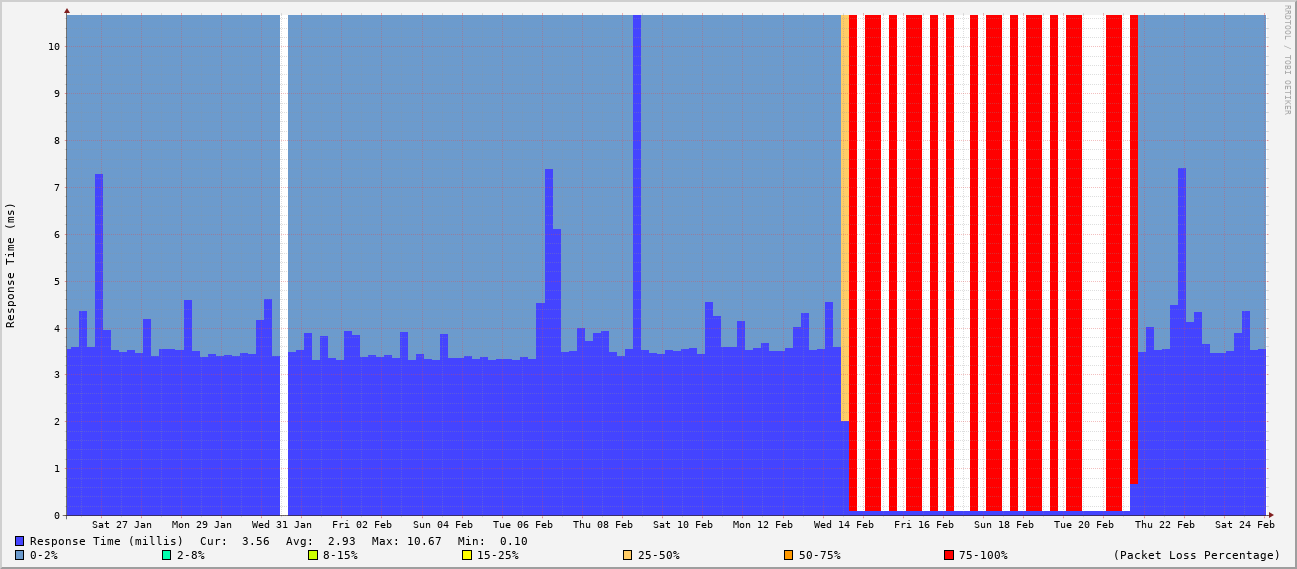 RRDTOOL / TOBI OETIKER
Response Time (ms)
10
9
8
7
6
5
4
3
2
1
0
Sat 27 Jan Mon 29 Jan Wed 31 Jan Fri 02 Feb Sun 04 Feb Tue 06 Feb Thu 08 Feb Sat 10 Feb Mon 12 Feb Wed 14 Feb Fri 16 Feb Sun 18 Feb Tue 20 Feb Thu 22 Feb Sat 24 Feb
Response Time (millis) Cur: 3.56 Avg: 2.93 Max: 10.67 Min: 0.10
0-2% 2-8% 8-15% 15-25% 25-50% 50-75% 75-100% (Packet Loss Percentage)